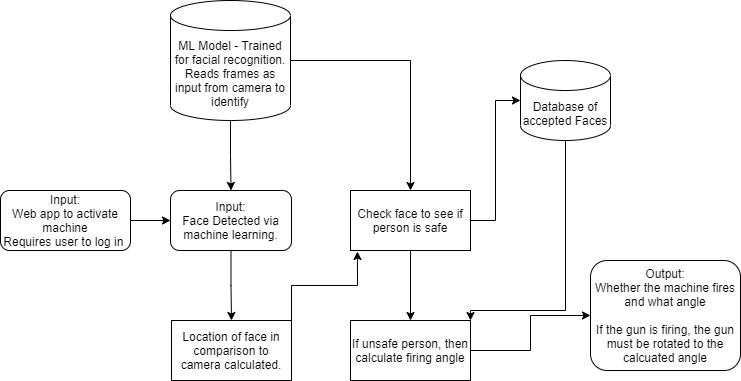 ML Model - Trained
for facial recognition.
Reads frames as
input from camera to
identify
Database of
accepted Faces
Input:
Web app to activate
machine
Requires user to log in
Input:
Face Detected via
machine learning.
Check face to see if
person is safe
Location of face in
comparison to
camera calculated.
If unsafe person, then
calculate firing angle
Output:
Whether the machine fires
and what angle
If the gun is firing, the gun
must be rotated to the
calcuated angle